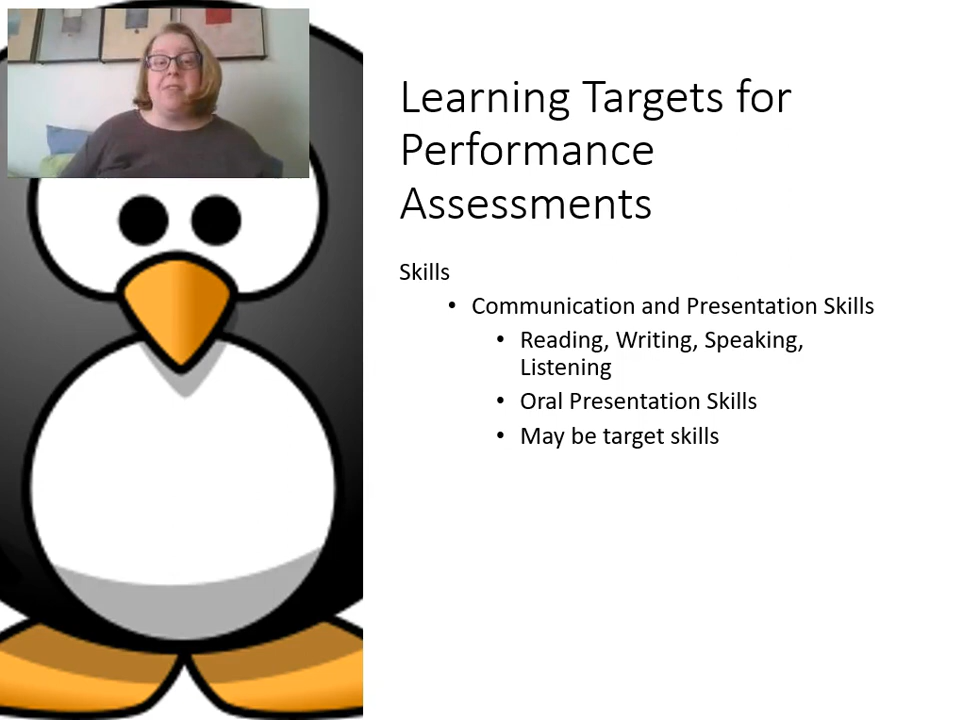 Learning Targets for
Performance
Assessments
Skills
• Communication and Presentation Skills
• Reading, Writing, Speaking,
Listening
• Oral Presentation Skills
• May be target skills